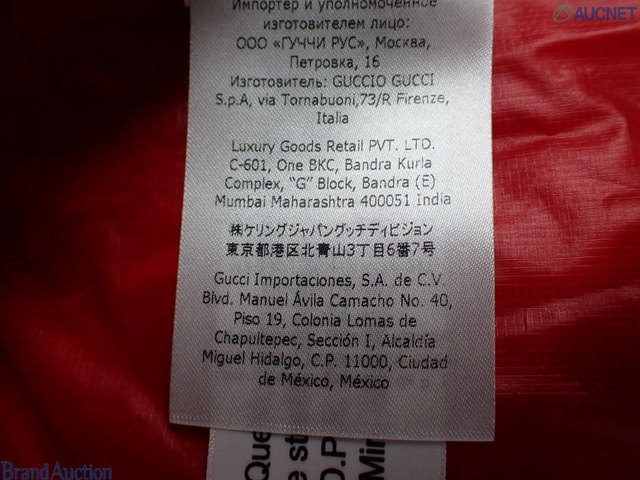 Импортер и уполномоченное
изготовителем лицо:
ООО «ГУЧЧИ РУС», Москва,
Петровка, 16
Изготовитель: GUCCIO GUCCI
S.p.A, via Tornabuoni,73/R Firenze,
Italia
Luxury Goods Retail PVT. LTD.
C-601, One BKC, Bandra Kurla
Complex, "G" Block, Bandra (E)
Mumbai Maharashtra 400051 India
㈱ケリングジャパングッチディビジョン
東京都港区北青山3丁目6番7号
Gucci Importaciones, S.A. de C.V
Blvd. Manuel Ávila Camacho No. 40,
Piso 19, Colonia Lomas de
Chapultepec, Sección I, Alcaldía
Miguel Hidalgo, C.P. 11000, Ciudad
de México, México
AUCNET
Brand Auction